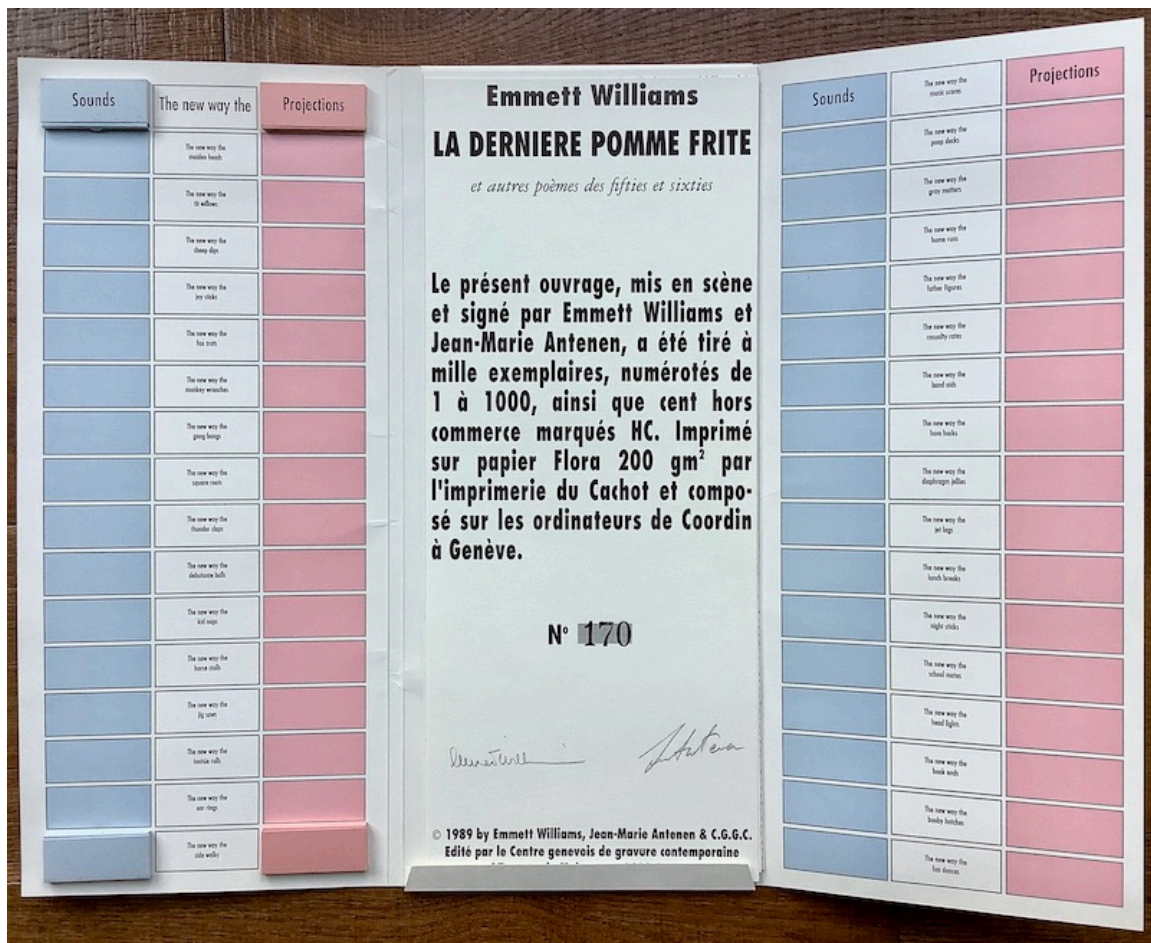 Sounds
The new way the
Projections
The new way the
maiden heads
The new way the
tit willows
The new way the
sheep dips
The new way the
joy sticks
The new way the
fox trots
The new way the
monkey wrenches
The new way the
gang bangs
The new way the
square roots
The new way the
thunder claps
The new way the
debutante balls
The new way the
kid naps
The new way the
horse stalls
The new way the
jig saws
The new way the
tootsie rolls
The new way the
ear rings
The new way the
side walks
Emmett Williams
LA DERNIERE POMME FRITE
et autres poèmes des fifties et sixties
Le présent ouvrage, mis en scène
et signé par Emmett Williams et
Jean-Marie Antenen, a été tiré à
mille exemplaires, numérotés de
1 à 1000, ainsi que cent hors
commerce marqués HC. Imprimé
sur papier Flora 200 gm² par
l'imprimerie du Cachot et compo-
sé sur les ordinateurs de Coordin
à Genève.
N° 170
© 1989 by Emmett Williams, Jean-Marie Antenen & C.G.G.C.
Edité par le Centre genevois de gravure contemporaine
Sounds
The new way the
music scores
Projections
The new way the
poop decks
The new way the
gray matters
The new way the
home runs
The new way the
father figures
The new way the
casualty rates
The new way the
band aids
The new way the
hore backs
The new way the
diaphragm jellies
The new way the
jet lags
The new way the
lunch breaks
The new way the
night sticks
The new way the
school mates
The new way the
head lights
The new way the
book ends
The new way the
booby hatches
The new way the
fan dances